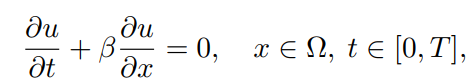 ∂u/∂t + β ∂u/∂x = 0, x ∈ Ω, t ∈ [0, T],